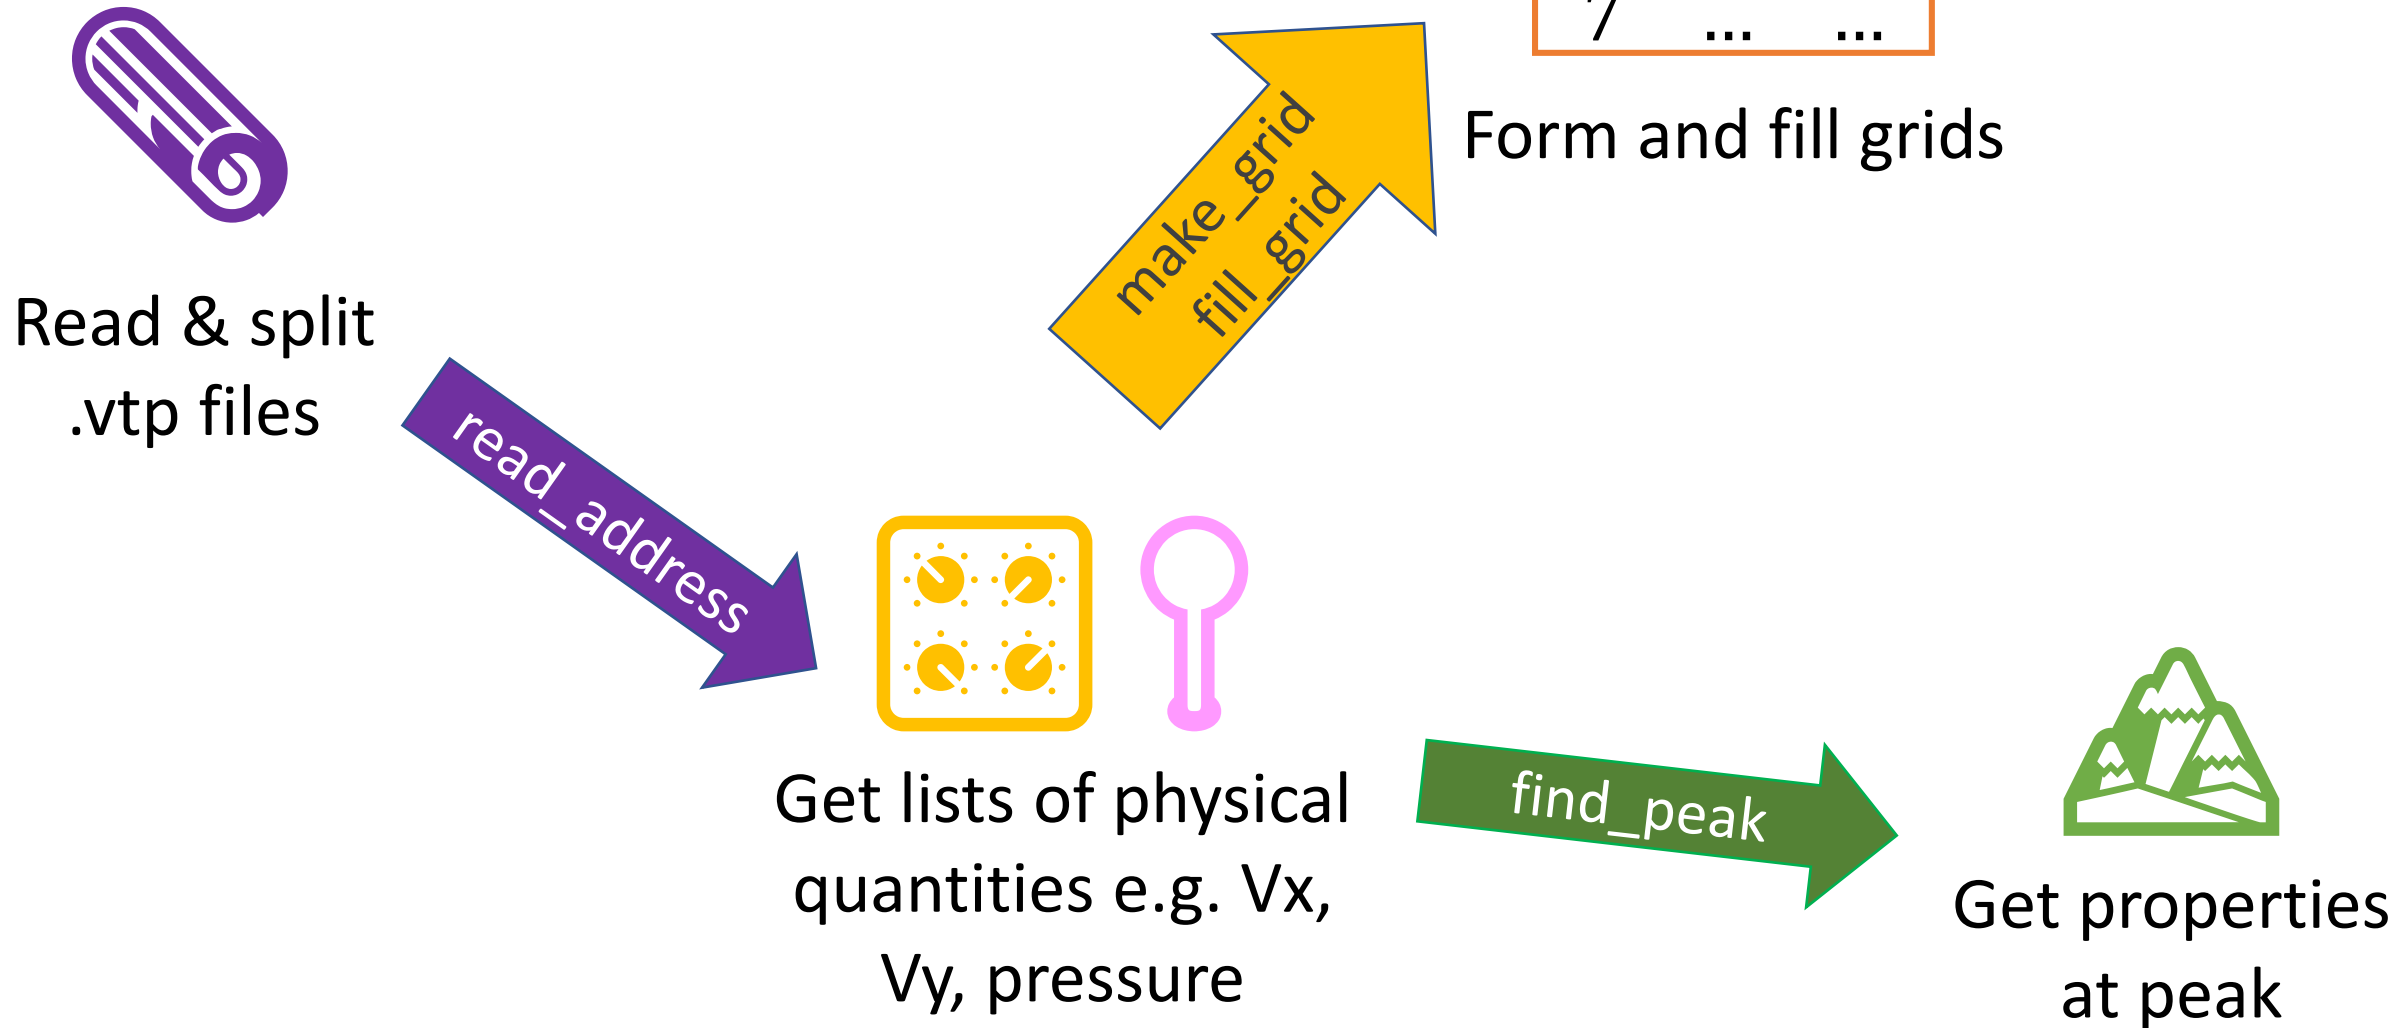 7 ... ...
Form and fill grids
make_grid
fill_grid
Read & split
.vtp files
read_address
Get lists of physical
quantities e.g. Vx,
Vy, pressure
find_peak
Get properties
at peak